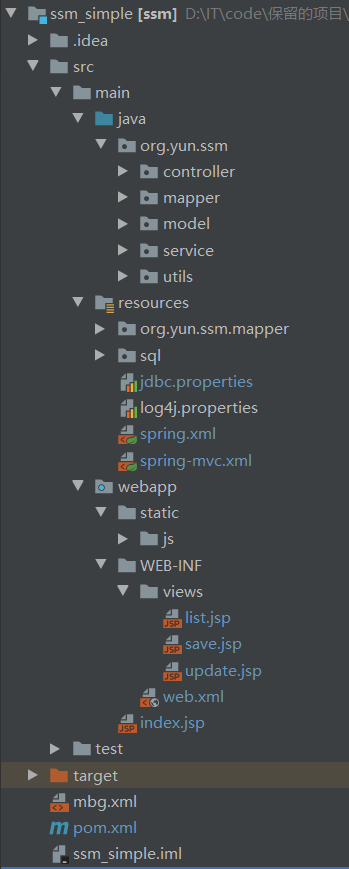 ssm_simple [ssm] D:\IT\code\保留的项目\
.idea
src
main
java
org.yun.ssm
controller
mapper
model
service
utils
resources
org.yun.ssm.mapper
sql
jdbc.properties
log4j.properties
spring.xml
spring-mvc.xml
webapp
static
js
WEB-INF
views
list.jsp
save.jsp
update.jsp
web.xml
index.jsp
test
target
mbg.xml
pom.xml
ssm_simple.iml